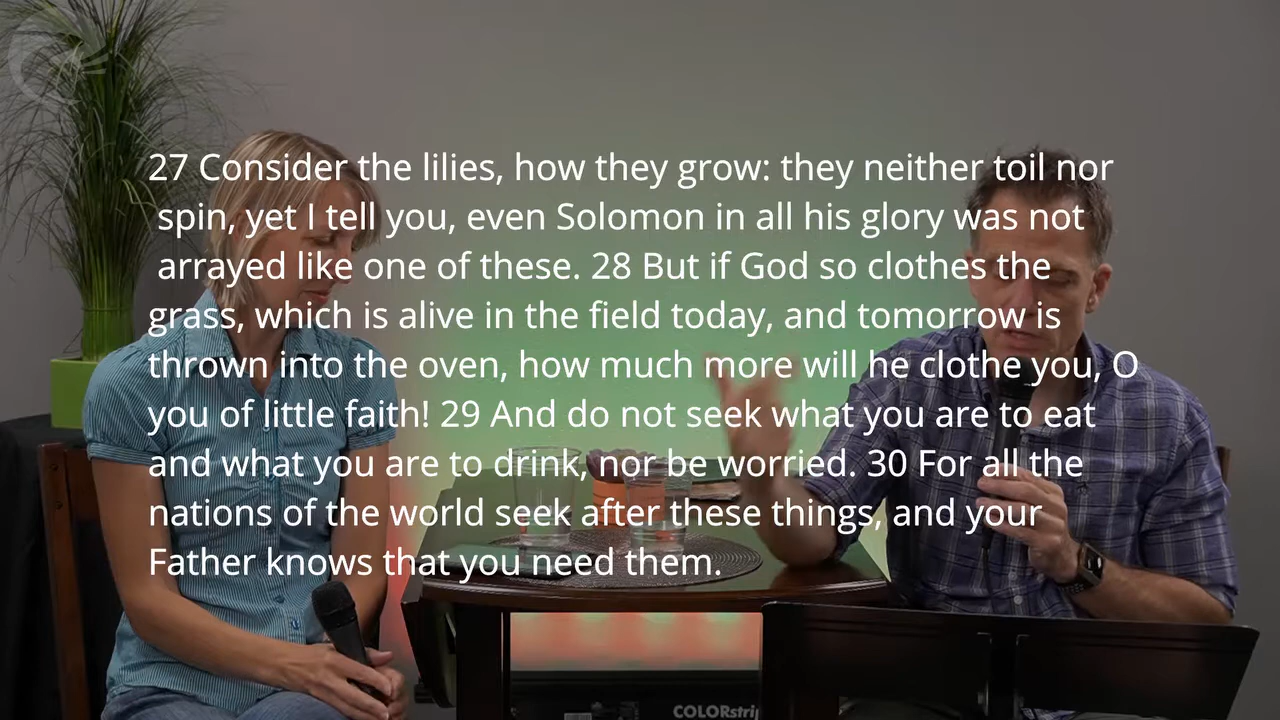 27 Consider the lilies, how they grow: they neither toil nor
spin, yet I tell you, even Solomon in all his glory was not
arrayed like one of these. 28 But if God so clothes the
grass, which is alive in the field today, and tomorrow is
thrown into the oven, how much more will he clothe you, O
you of little faith! 29 And do not seek what you are to eat
and what you are to drink, nor be worried. 30 For all the
nations of the world seek after these things, and your
Father knows that you need them.
COLORstrip